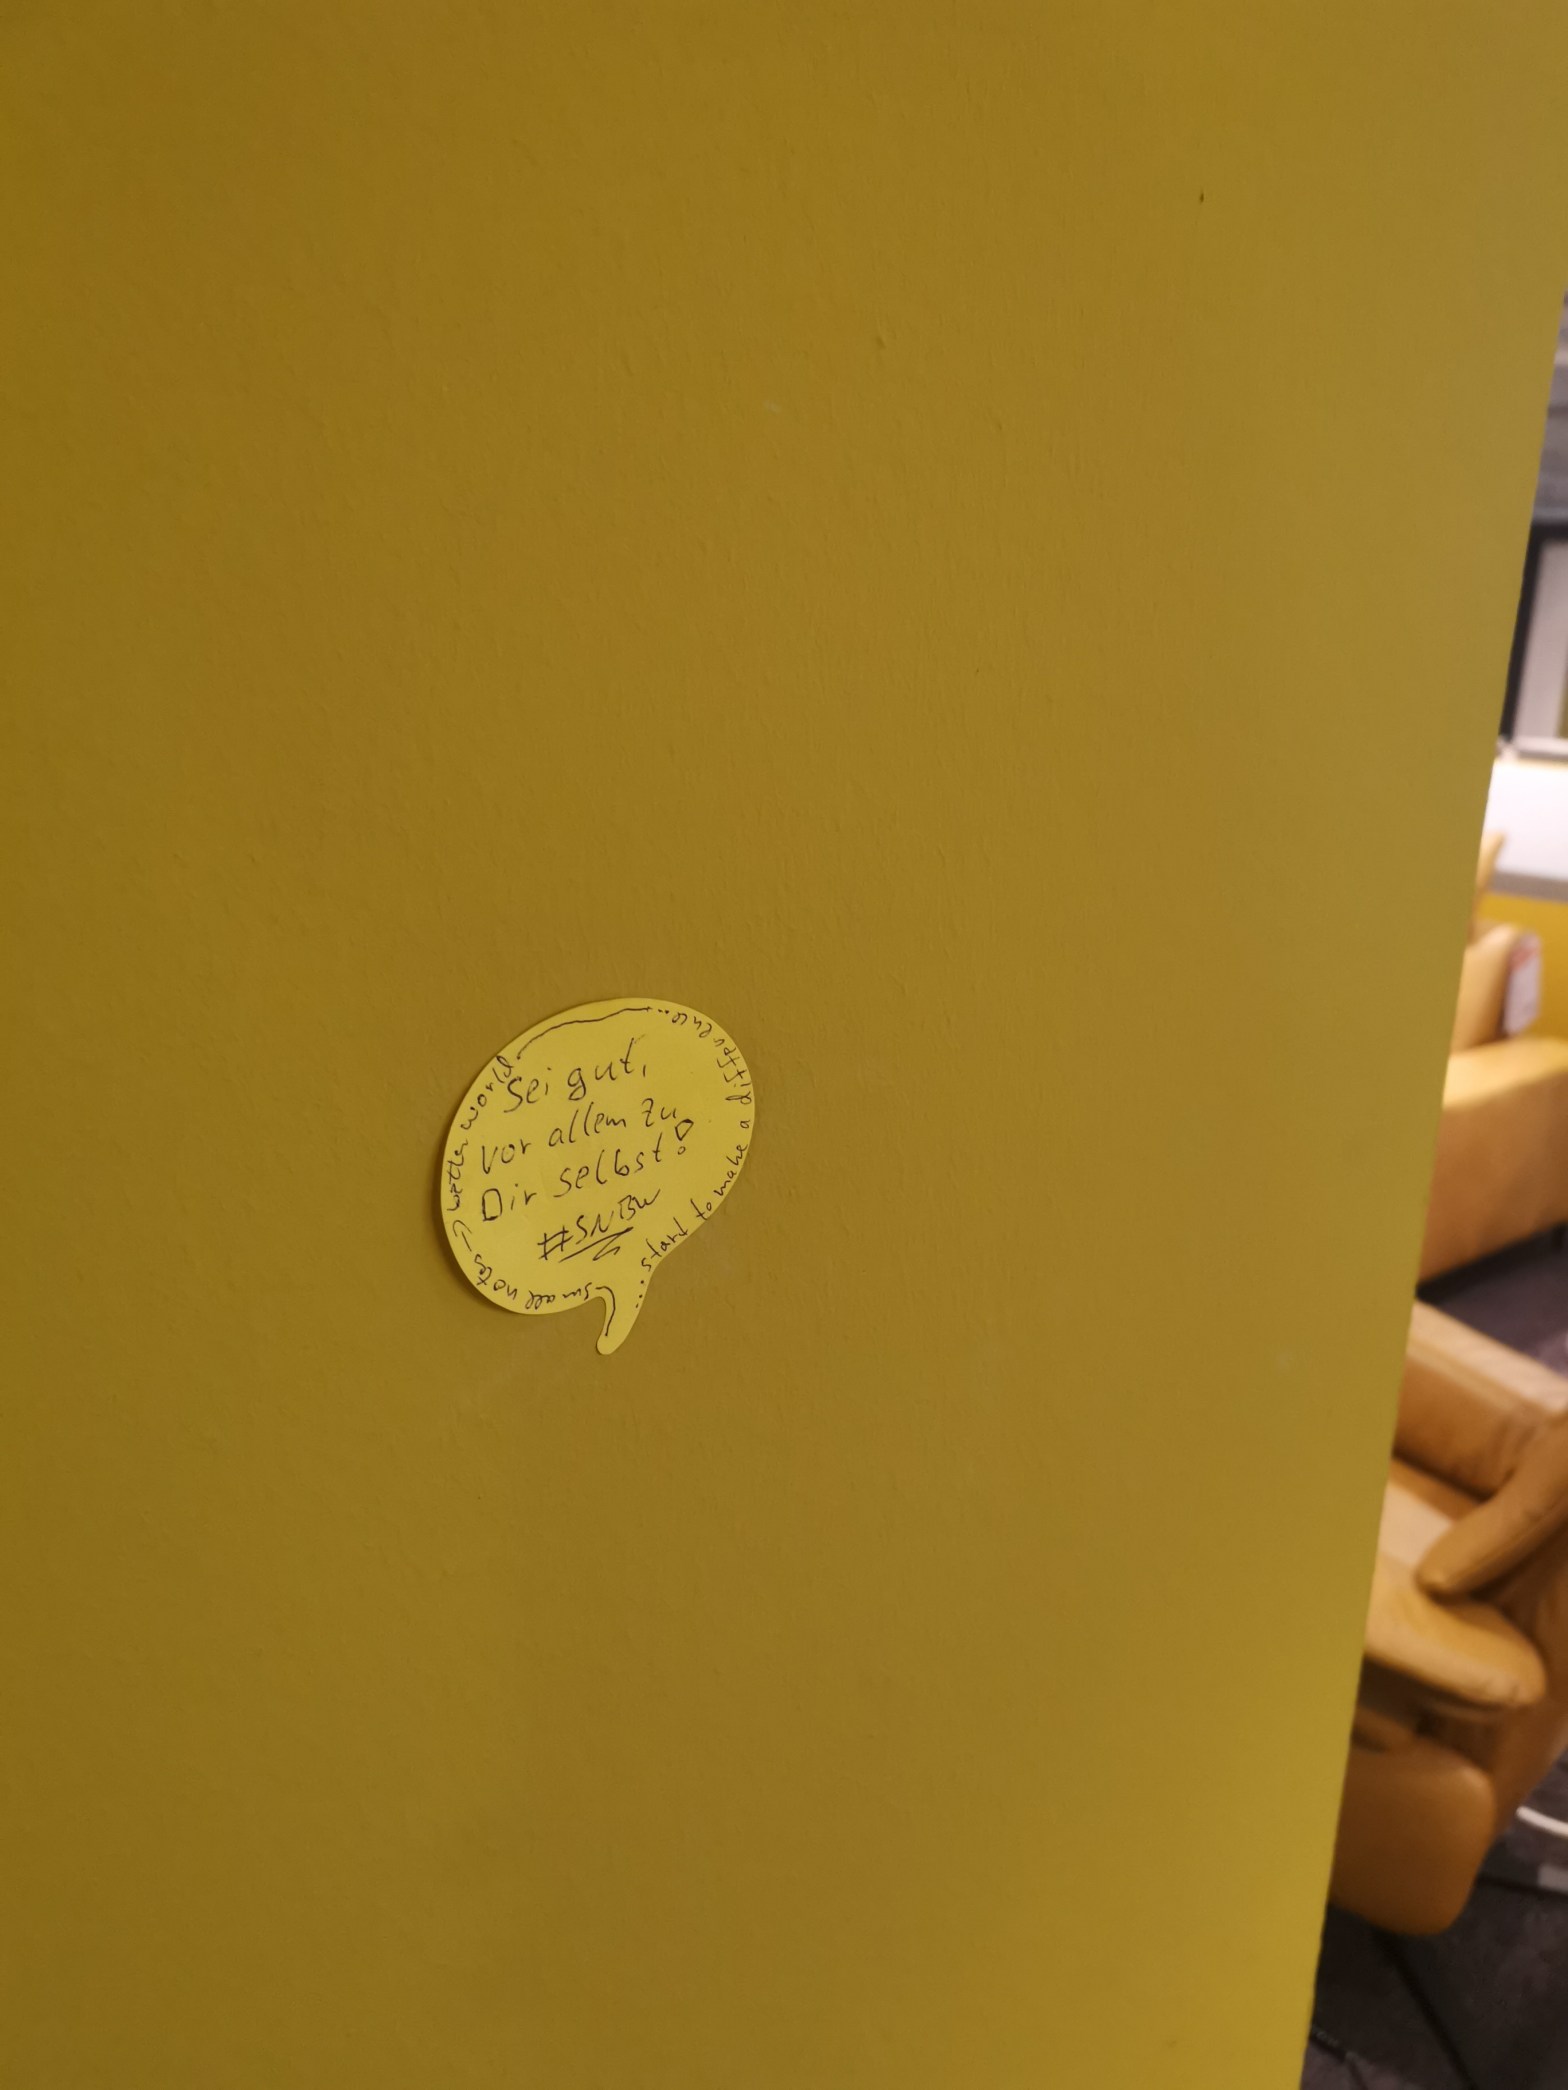 Sei gut,
vor allem zu
Dir selbst!
#SNBW
small notes → better world
... start to make a difference...